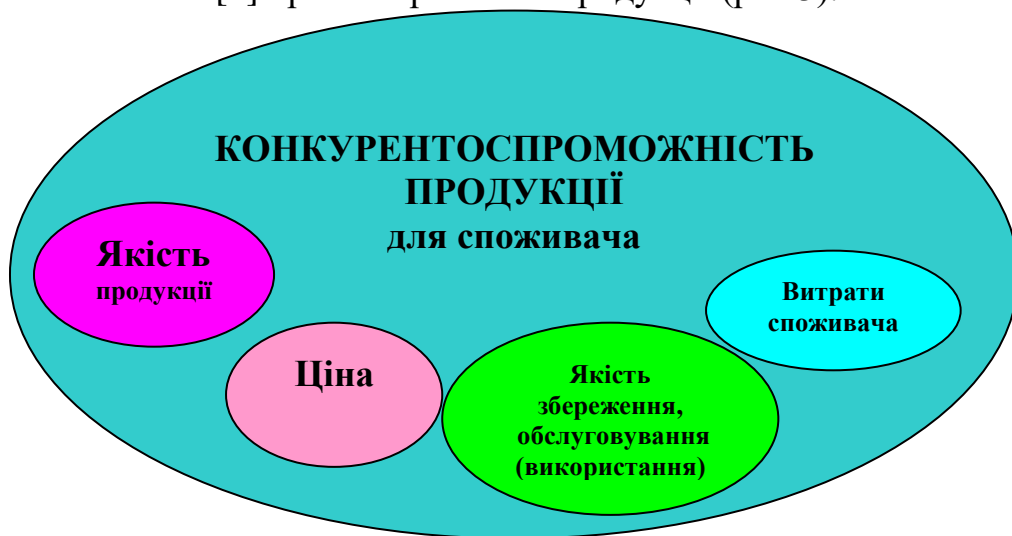 КОНКУРЕНТОСПРОМОЖНІСТЬ
ПРОДУКЦІЇ
для споживача
Якість
продукції
Витрати
споживача
Ціна
Якість
збереження,
обслуговування
(використання)